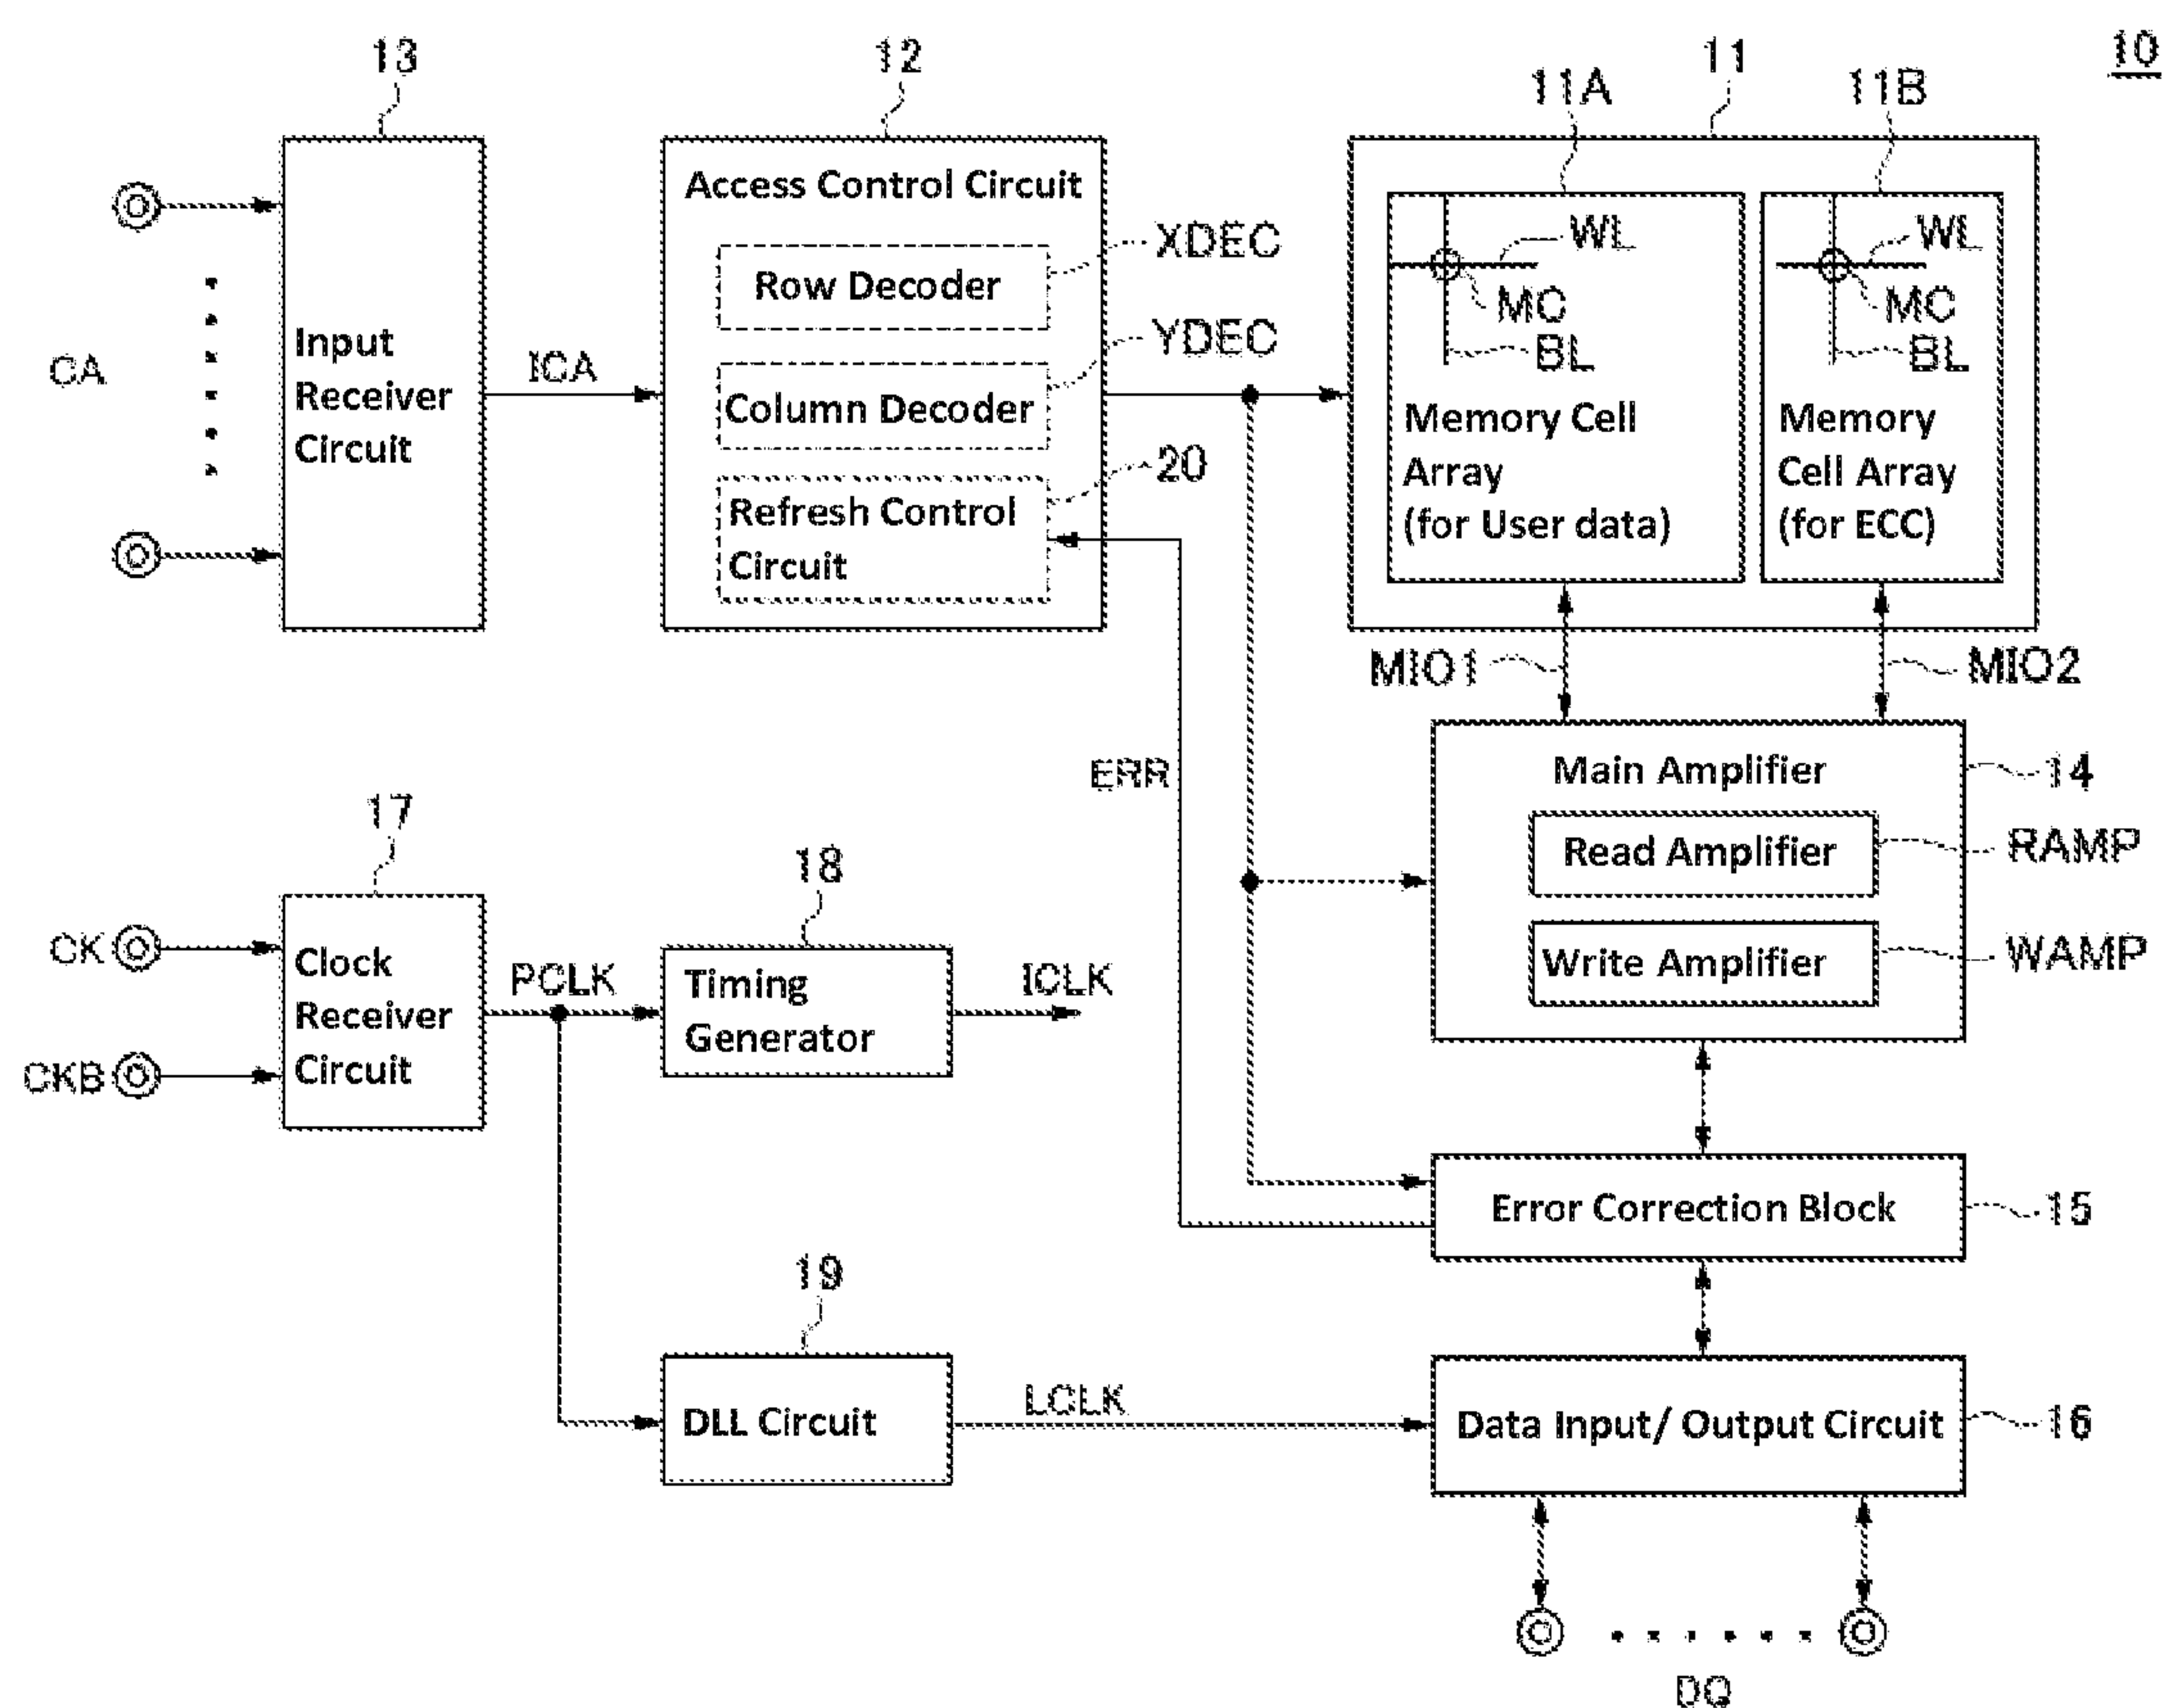 10
13
12
11
11A
11B
CA
Input
Receiver
Circuit
ICA
Access Control Circuit
Row Decoder
XDEC
Column Decoder
YDEC
Refresh Control
Circuit
20
WL
MC
BL
Memory Cell
Array
(for User data)
WL
MC
BL
Memory
Cell Array
(for ECC)
MIO1
MIO2
ERR
Main Amplifier
14
Read Amplifier
RAMP
Write Amplifier
WAMP
17
18
CK
CKB
Clock
Receiver
Circuit
PCLK
Timing
Generator
ICLK
Error Correction Block
15
19
DLL Circuit
LCLK
Data Input/ Output Circuit
16
DQ